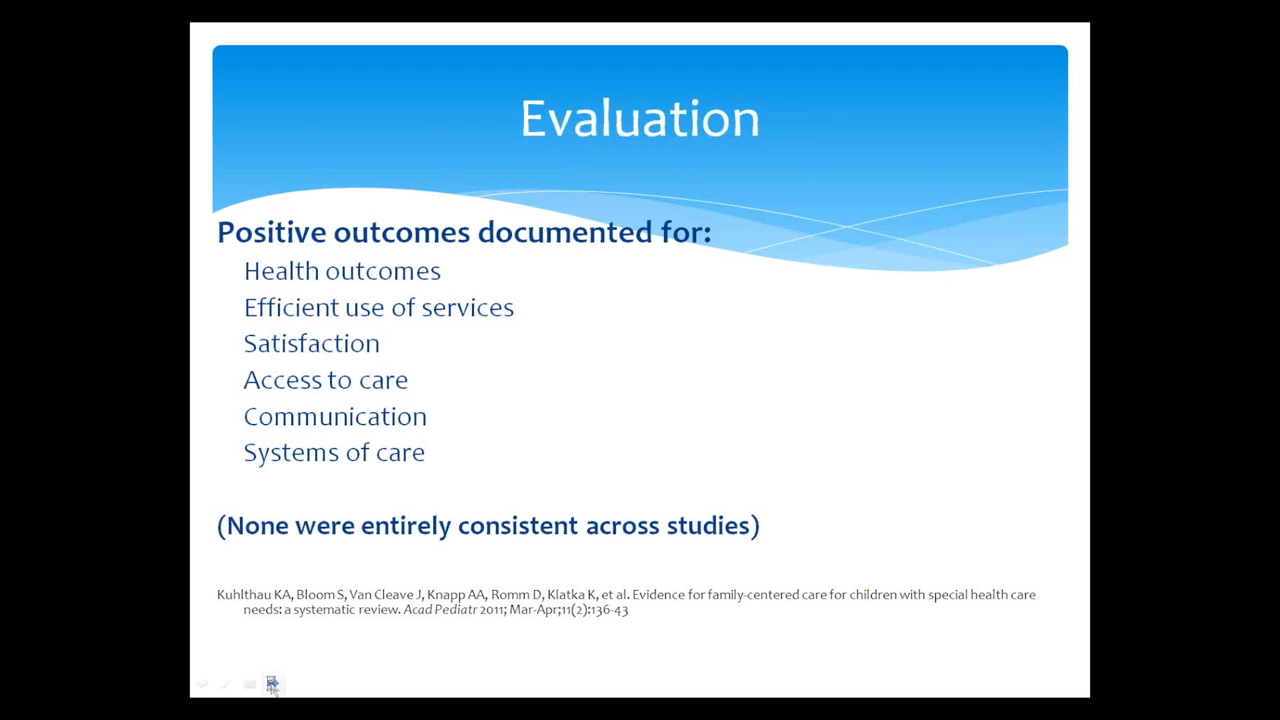 Evaluation
Positive outcomes documented for:
Health outcomes
Efficient use of services
Satisfaction
Access to care
Communication
Systems of care
(None were entirely consistent across studies)
Kuhlthau KA, Bloom S, Van Cleave J, Knapp AA, Romm D, Klatka K, et al. Evidence for family-centered care for children with special health care
needs: a systematic review. Acad Pediatr 2011; Mar-Apr;11(2):136-43